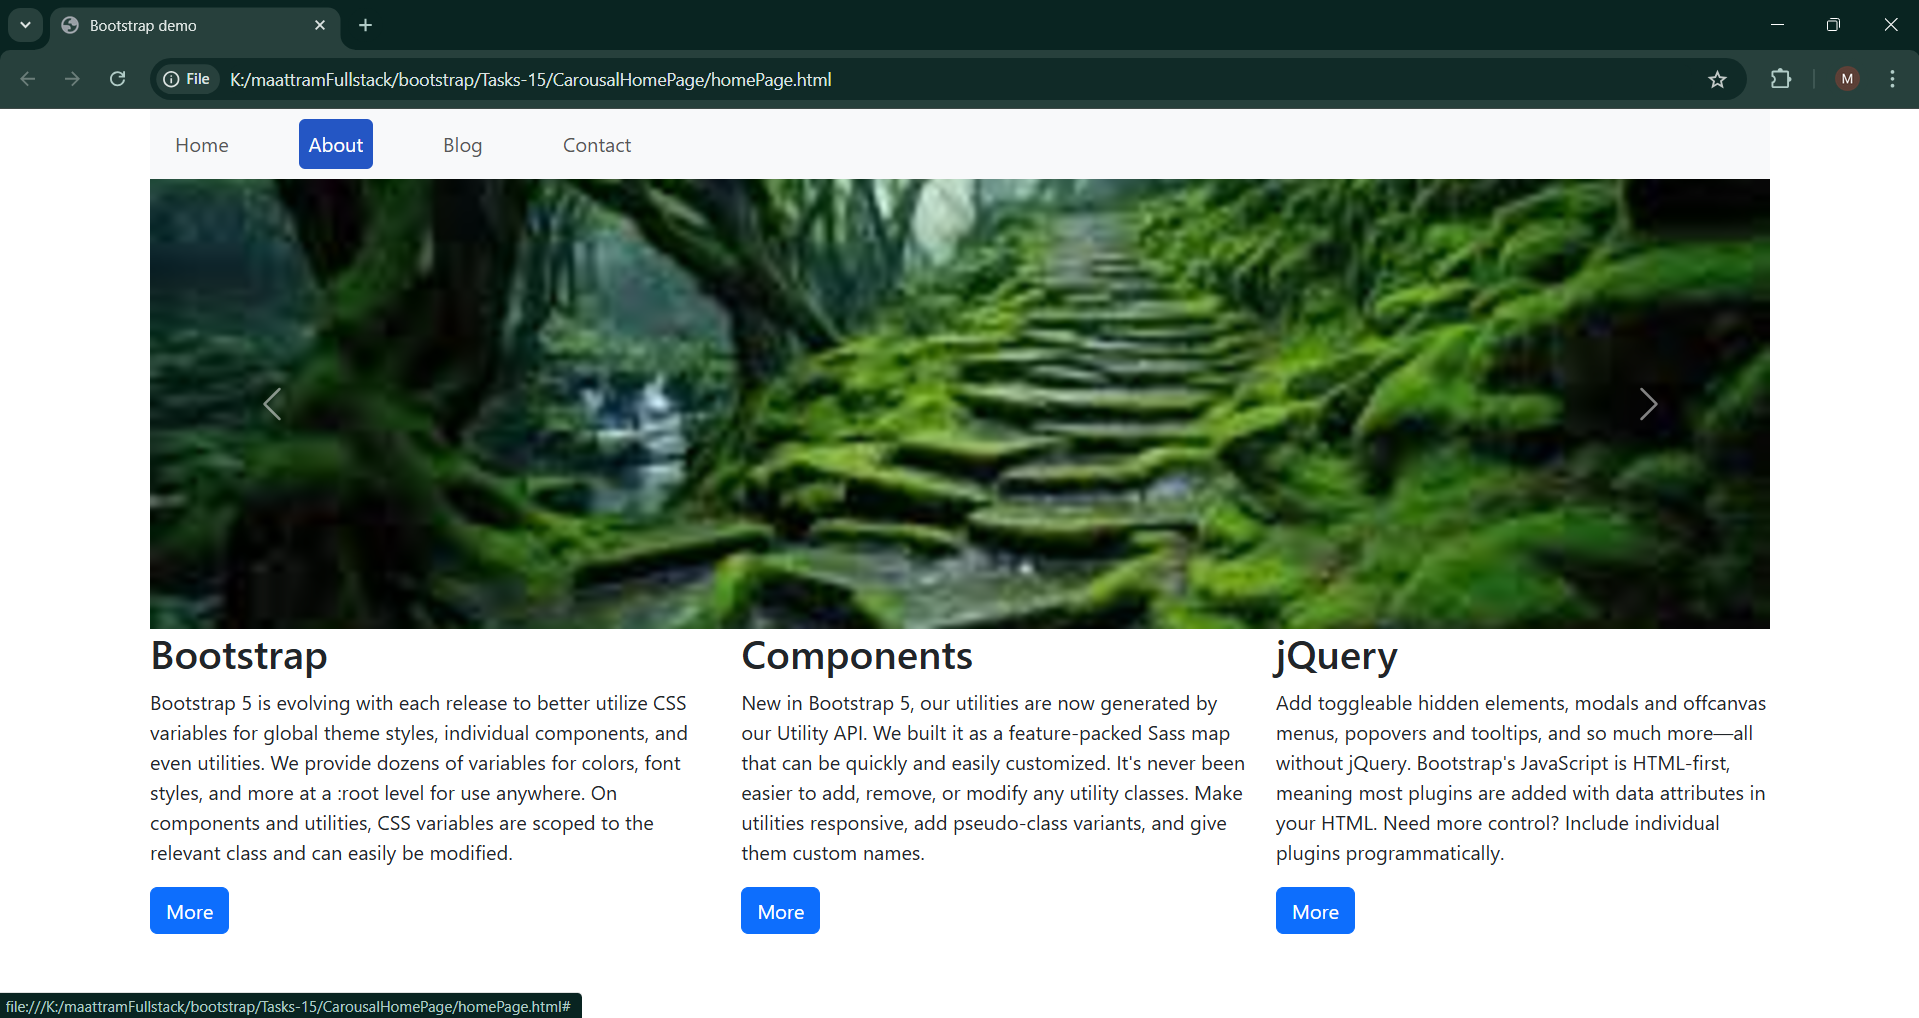 Bootstrap demo
File
K:/maattramFullstack/bootstrap/Tasks-15/CarousalHomePage/homePage.html
M
Home
About
Blog
Contact
Bootstrap
Bootstrap 5 is evolving with each release to better utilize CSS
variables for global theme styles, individual components, and
even utilities. We provide dozens of variables for colors, font
styles, and more at a :root level for use anywhere. On
components and utilities, CSS variables are scoped to the
relevant class and can easily be modified.
More
Components
New in Bootstrap 5, our utilities are now generated by
our Utility API. We built it as a feature-packed Sass map
that can be quickly and easily customized. It's never been
easier to add, remove, or modify any utility classes. Make
utilities responsive, add pseudo-class variants, and give
them custom names.
More
jQuery
Add toggleable hidden elements, modals and offcanvas
menus, popovers and tooltips, and so much more—all
without jQuery. Bootstrap's JavaScript is HTML-first,
meaning most plugins are added with data attributes in
your HTML. Need more control? Include individual
plugins programmatically.
More
file:///K:/maattramFullstack/bootstrap/Tasks-15/CarousalHomePage/homePage.html#